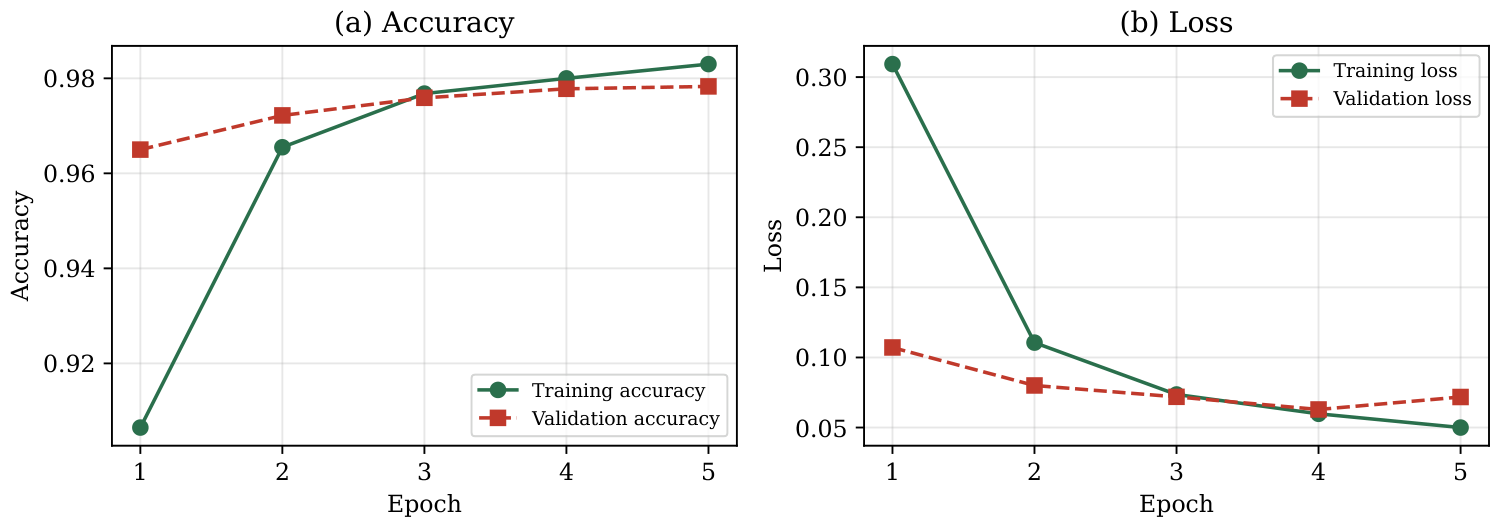 (a) Accuracy
Accuracy
0.98
0.96
0.94
0.92
Training accuracy
Validation accuracy
1 2 3 4 5
Epoch
(b) Loss
Loss
0.30
0.25
0.20
0.15
0.10
0.05
Training loss
Validation loss
1 2 3 4 5
Epoch